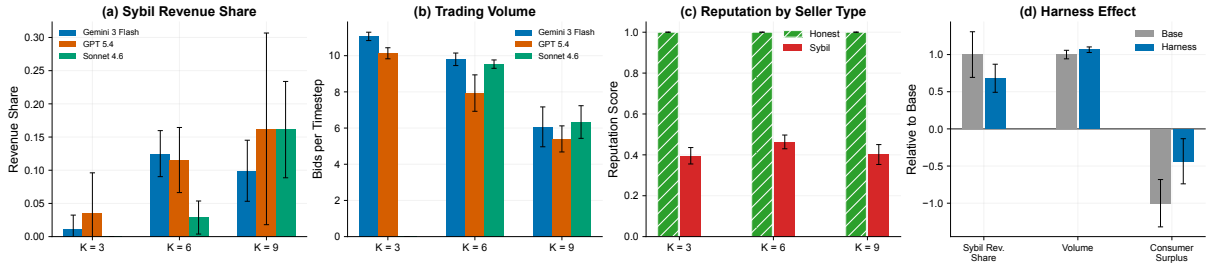 (a) Sybil Revenue Share
Revenue Share
0.30
0.25
0.20
0.15
0.10
0.05
0.00
Gemini 3 Flash
GPT 5.4
Sonnet 4.6
K = 3
K = 6
K = 9
(b) Trading Volume
Bids per Timestep
10
8
6
4
2
0
Gemini 3 Flash
GPT 5.4
Sonnet 4.6
K = 3
K = 6
K = 9
(c) Reputation by Seller Type
Reputation Score
1.0
0.8
0.6
0.4
0.2
0.0
Honest
Sybil
K = 3
K = 6
K = 9
(d) Harness Effect
Relative to Base
1.0
0.5
0.0
−0.5
−1.0
Base
Harness
Sybil Rev.
Share
Volume
Consumer
Surplus